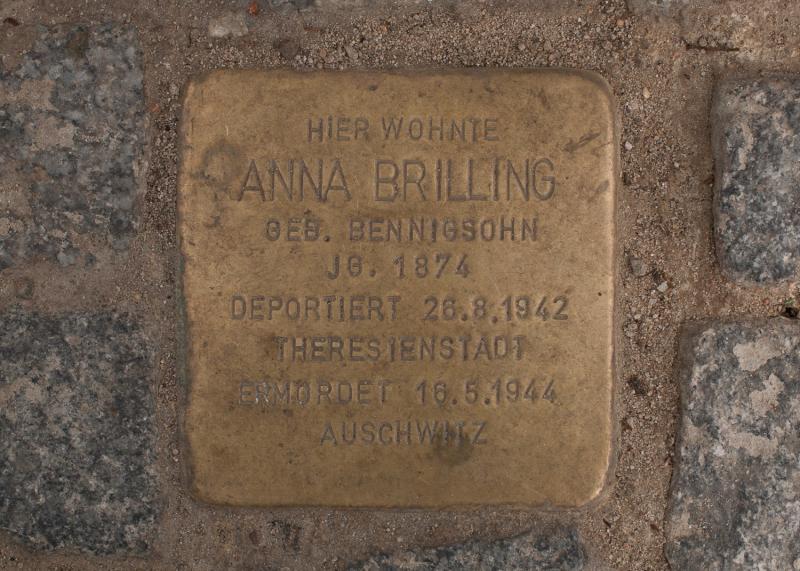 HIER WOHNTE
ANNA BRILLING
GEB. BENNIGSOHN
JG. 1874
DEPORTIERT 26.8.1942
THERESIENSTADT
ERMORDET 16.5.1944
AUSCHWITZ